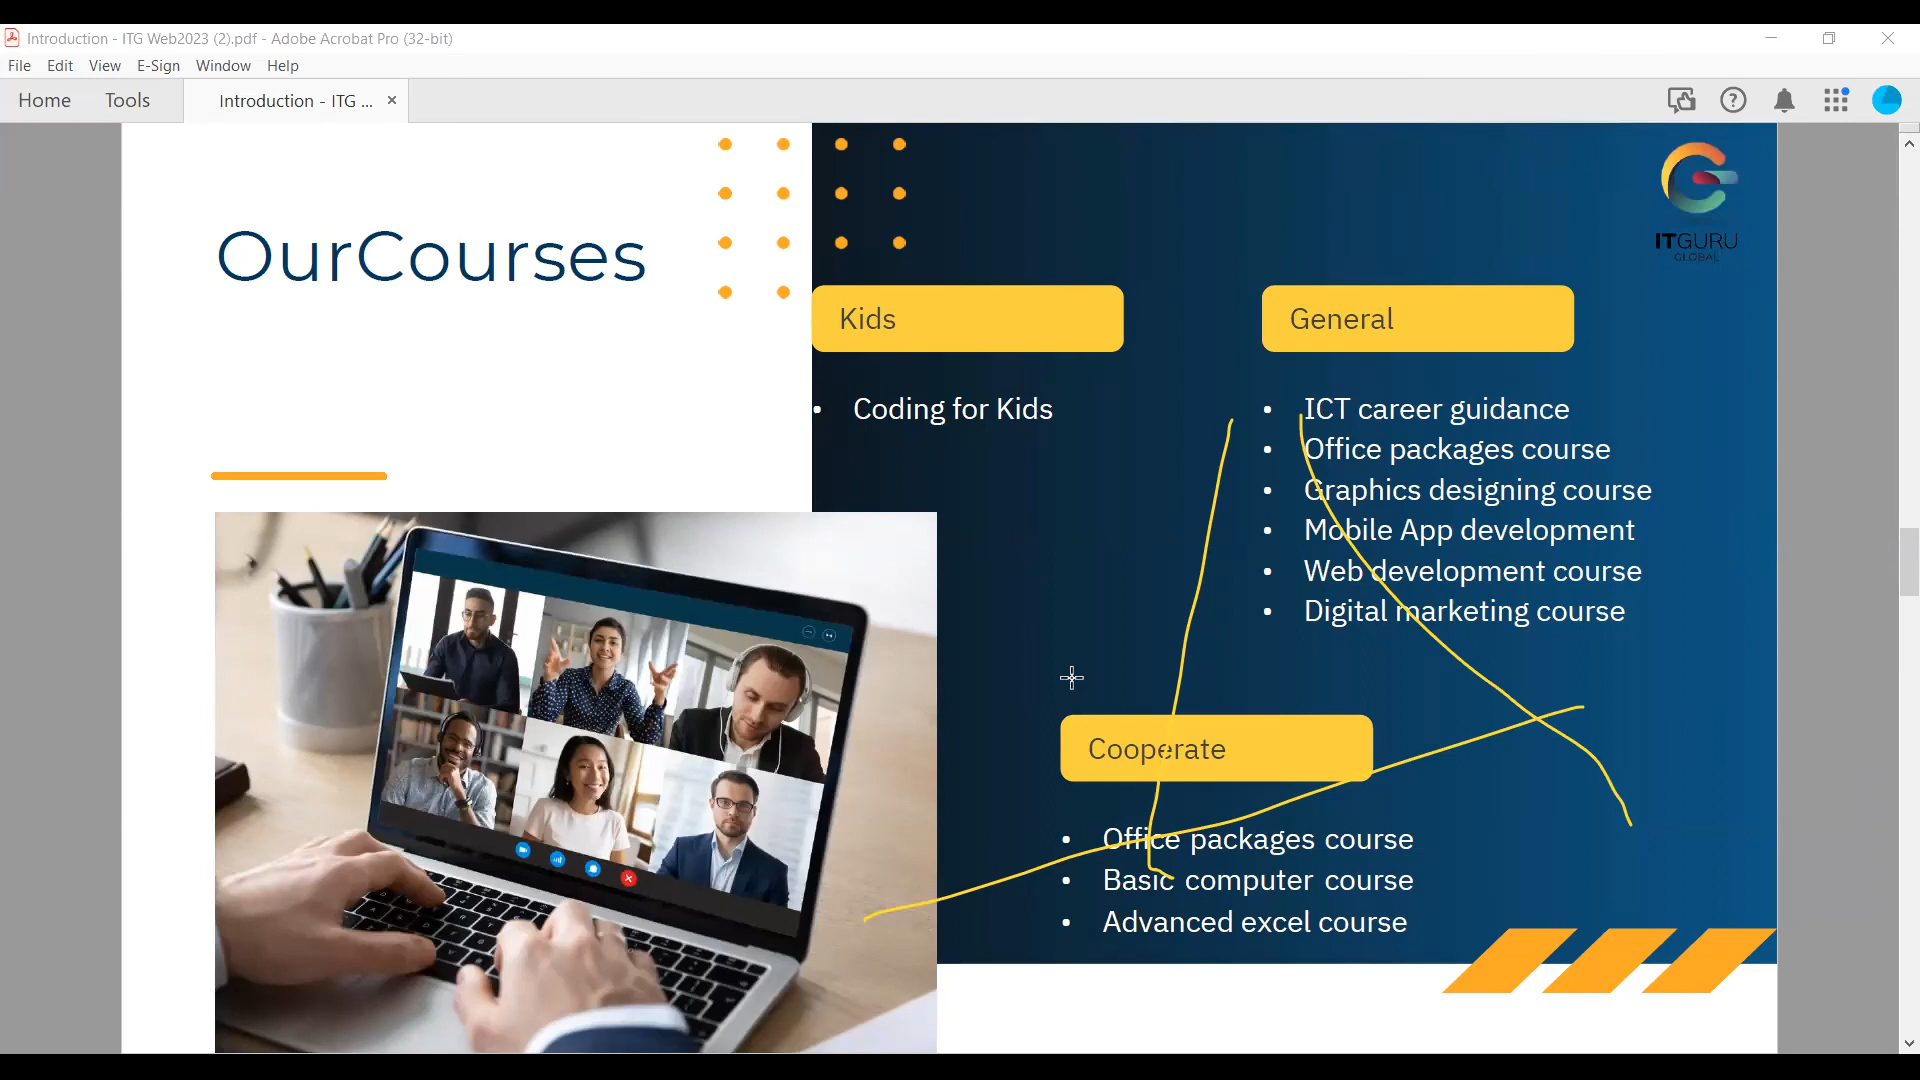 Introduction - ITG Web2023 (2).pdf - Adobe Acrobat Pro (32-bit)
File Edit View E-Sign Window Help
Home Tools Introduction - ITG ... ×
OurCourses
ITGURU
GLOBAL
Kids
• Coding for Kids
General
• ICT career guidance
• Office packages course
• Graphics designing course
• Mobile App development
• Web development course
• Digital marketing course
Cooperate
• Office packages course
• Basic computer course
• Advanced excel course